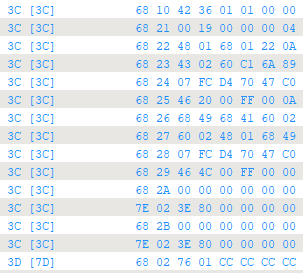 3C [3C] 68 10 42 36 01 01 00 00
3C [3C] 68 21 00 19 00 00 00 04
3C [3C] 68 22 48 01 68 01 22 0A
3C [3C] 68 23 43 02 60 C1 6A 89
3C [3C] 68 24 07 FC D4 70 47 C0
3C [3C] 68 25 46 20 00 FF 00 0A
3C [3C] 68 26 68 49 68 41 60 02
3C [3C] 68 27 60 02 48 01 68 49
3C [3C] 68 28 07 FC D4 70 47 C0
3C [3C] 68 29 46 4C 00 FF 00 00
3C [3C] 68 2A 00 00 00 00 00 00
3C [3C] 7E 02 3E 80 00 00 00 00
3C [3C] 68 2B 00 00 00 00 00 00
3C [3C] 7E 02 3E 80 00 00 00 00
3D [7D] 68 02 76 01 CC CC CC CC